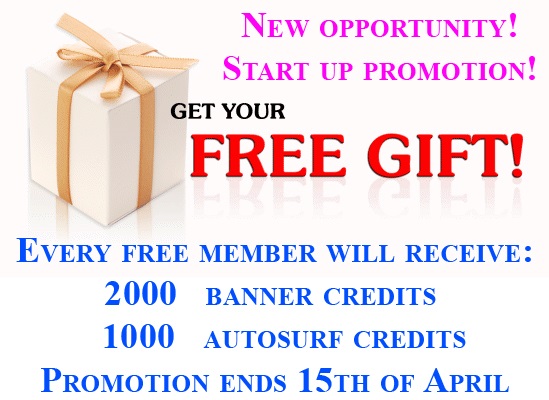 New opportunity!
Start up promotion!
GET YOUR
FREE GIFT!
Every free member will receive:
2000 banner credits
1000 autosurf credits
Promotion ends 15th of April